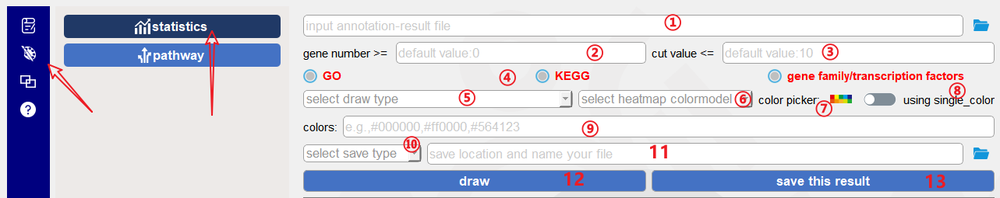 statistics
pathway
input annotation-result file ①
gene number >= default value:0 ② cut value <= default value:10 ③
GO ④ KEGG gene family/transcription factors
select draw type ⑤ select heatmap colormodel ⑥ color picker: ⑦ using single_color ⑧
colors: e.g.,#000000,#ff0000,#564123 ⑨
select save type ⑩ save location and name your file 11
draw 12 save this result 13